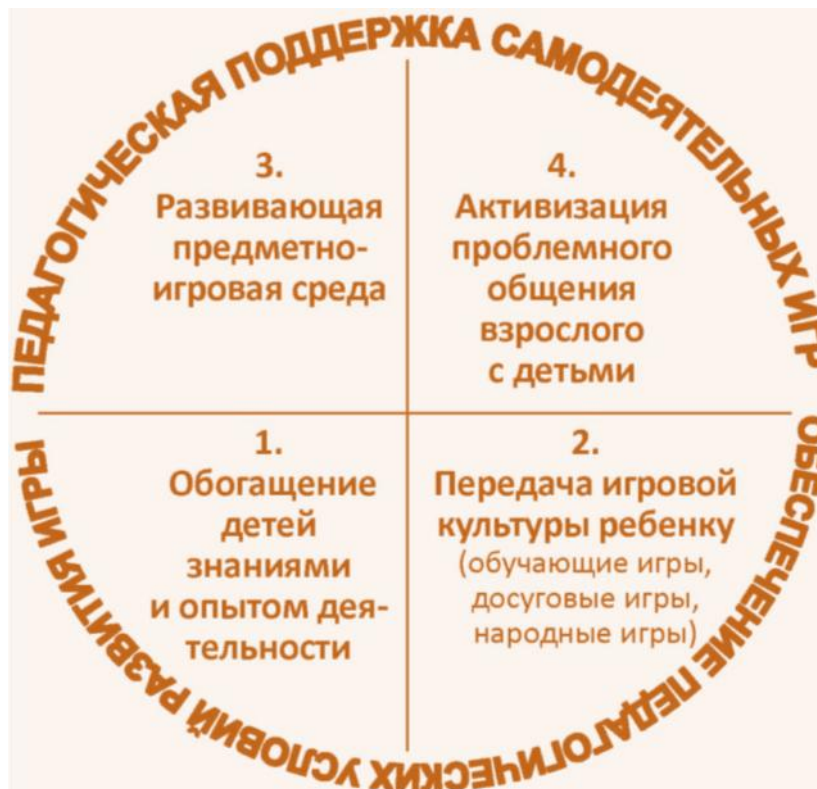 ПЕДАГОГИЧЕСКАЯ ПОДДЕРЖКА САМОДЕЯТЕЛЬНЫХ ИГР
3.
Развивающая
предметно-
игровая среда
4.
Активизация
проблемного
общения
взрослого
с детьми
1.
Обогащение
детей
знаниями
и опытом дея-
тельности
2.
Передача игровой
культуры ребенку
(обучающие игры,
досуговые игры,
народные игры)
ОБЕСПЕЧЕНИЕ ПЕДАГОГИЧЕСКИХ УСЛОВИЙ РАЗВИТИЯ ИГРЫ